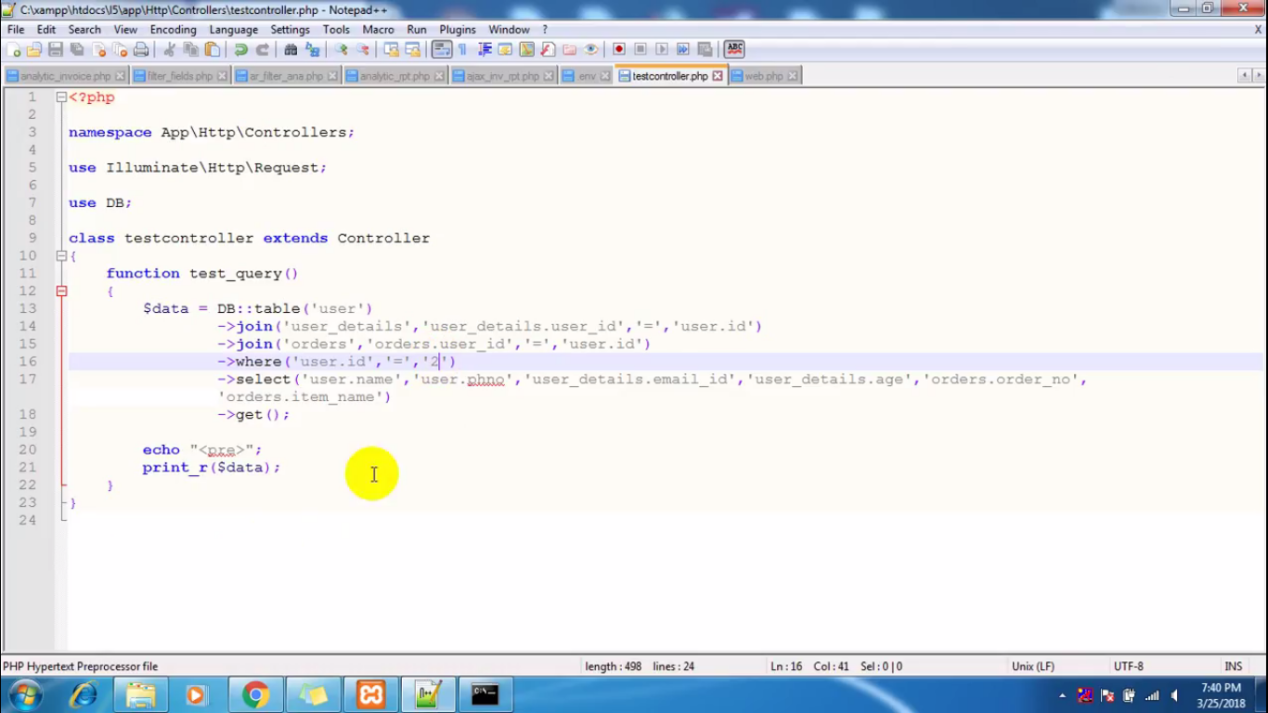 C:\xampp\htdocs\l5\app\Http\Controllers\testcontroller.php - Notepad++
File Edit Search View Encoding Language Settings Tools Macro Run Plugins Window ? X
analytic_invoice.php filter_fields.php ar_filter_ana.php analytic_rpt.php ajax_inv_rpt.php .env testcontroller.php web.php
1 <?php
2
3 namespace App\Http\Controllers;
4
5 use Illuminate\Http\Request;
6
7 use DB;
8
9 class testcontroller extends Controller
10 {
11 function test_query()
12 {
13 $data = DB::table('user')
14 ->join('user_details','user_details.user_id','=','user.id')
15 ->join('orders','orders.user_id','=','user.id')
16 ->where('user.id','=','2')
17 ->select('user.name','user.phno','user_details.email_id','user_details.age','orders.order_no',
'orders.item_name')
18 ->get();
19
20 echo "<pre>";
21 print_r($data);
22 }
23 }
24
PHP Hypertext Preprocessor file length : 498 lines : 24 Ln : 16 Col : 41 Sel : 0 | 0 Unix (LF) UTF-8 INS
7:40 PM
3/25/2018